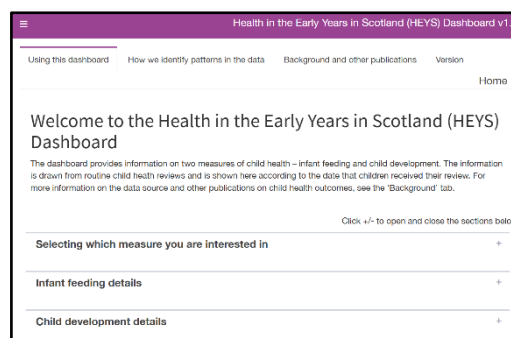 Health in the Early Years in Scotland (HEYS) Dashboard v1.
Using this dashboard How we identify patterns in the data Background and other publications Version
Home
Welcome to the Health in the Early Years in Scotland (HEYS)
Dashboard
The dashboard provides information on two measures of child health – infant feeding and child development. The information
is drawn from routine child heath reviews and is shown here according to the date that children received their review. For
more information on the data source and other publications on child health outcomes, see the 'Background' tab.
Click +/- to open and close the sections belo
Selecting which measure you are interested in +
Infant feeding details +
Child development details +